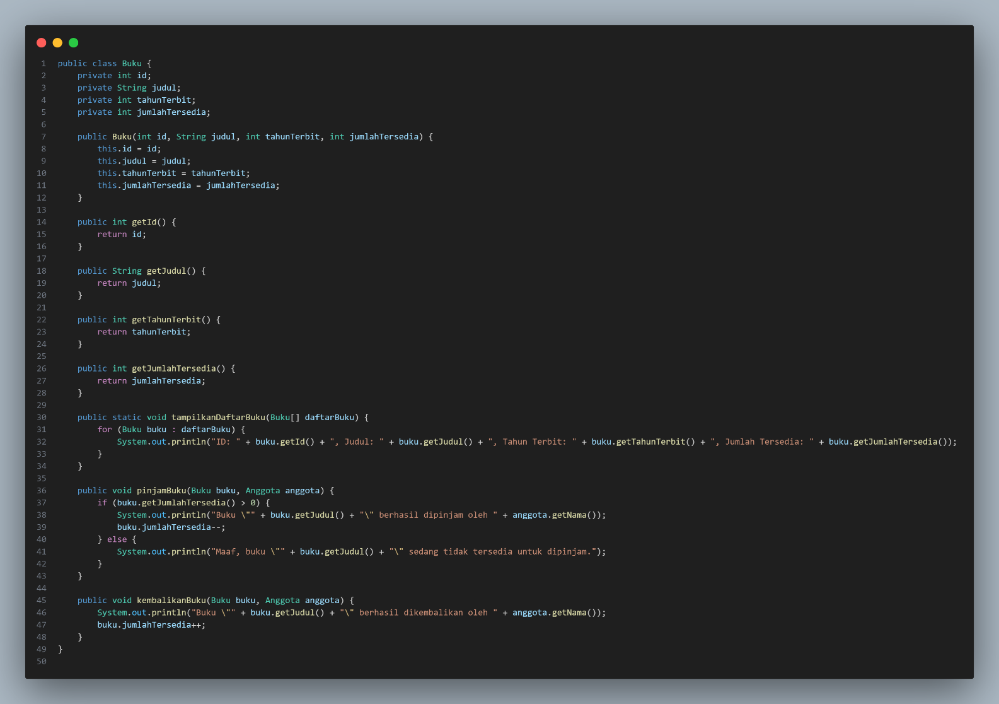 1 public class Buku {
2     private int id;
3     private String judul;
4     private int tahunTerbit;
5     private int jumlahTersedia;
6
7     public Buku(int id, String judul, int tahunTerbit, int jumlahTersedia) {
8         this.id = id;
9         this.judul = judul;
10         this.tahunTerbit = tahunTerbit;
11         this.jumlahTersedia = jumlahTersedia;
12     }
13
14     public int getId() {
15         return id;
16     }
17
18     public String getJudul() {
19         return judul;
20     }
21
22     public int getTahunTerbit() {
23         return tahunTerbit;
24     }
25
26     public int getJumlahTersedia() {
27         return jumlahTersedia;
28     }
29
30     public static void tampilkanDaftarBuku(Buku[] daftarBuku) {
31         for (Buku buku : daftarBuku) {
32             System.out.println("ID: " + buku.getId() + ", Judul: " + buku.getJudul() + ", Tahun Terbit: " + buku.getTahunTerbit() + ", Jumlah Tersedia: " + buku.getJumlahTersedia());
33         }
34     }
35
36     public void pinjamBuku(Buku buku, Anggota anggota) {
37         if (buku.getJumlahTersedia() > 0) {
38             System.out.println("Buku \"" + buku.getJudul() + "\" berhasil dipinjam oleh " + anggota.getNama());
39             buku.jumlahTersedia--;
40         } else {
41             System.out.println("Maaf, buku \"" + buku.getJudul() + "\" sedang tidak tersedia untuk dipinjam.");
42         }
43     }
44
45     public void kembalikanBuku(Buku buku, Anggota anggota) {
46         System.out.println("Buku \"" + buku.getJudul() + "\" berhasil dikembalikan oleh " + anggota.getNama());
47         buku.jumlahTersedia++;
48     }
49 }
50